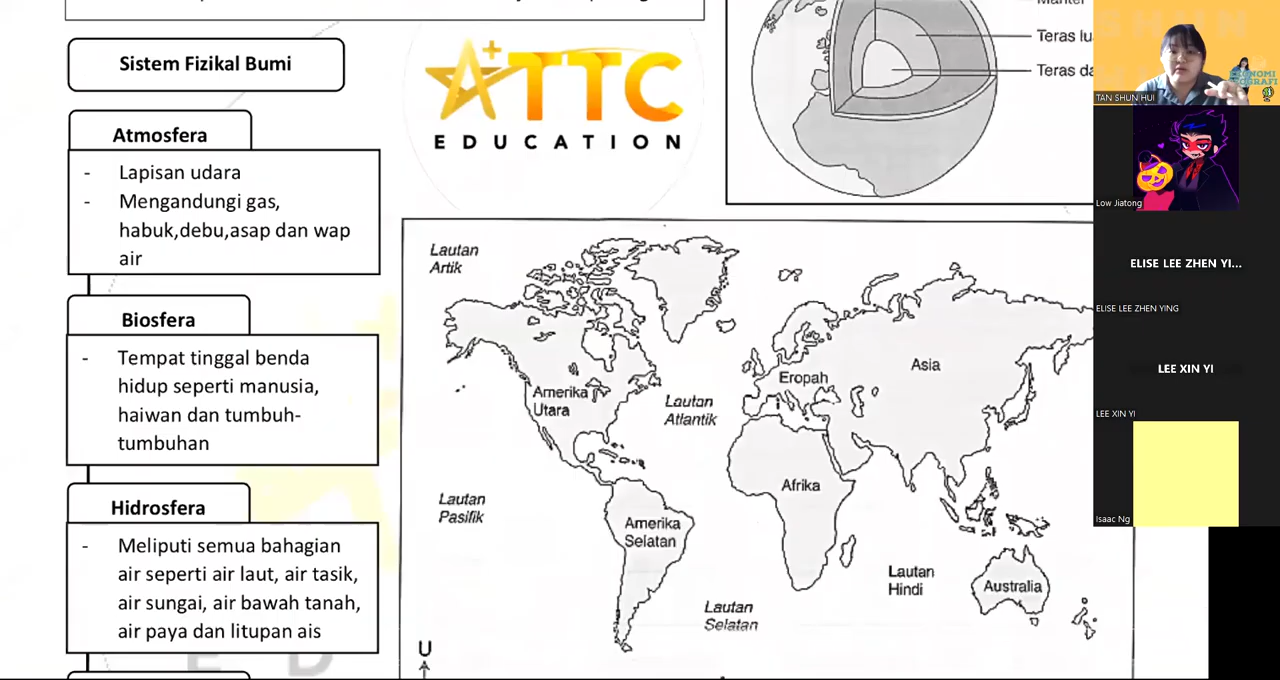 Sistem Fizikal Bumi
Atmosfera
- Lapisan udara
- Mengandungi gas,
habuk,debu,asap dan wap
air
Biosfera
- Tempat tinggal benda
hidup seperti manusia,
haiwan dan tumbuh-
tumbuhan
Hidrosfera
- Meliputi semua bahagian
air seperti air laut, air tasik,
air sungai, air bawah tanah,
air paya dan litupan ais
ATTC
EDUCATION
Mantel
Teras lu
Teras da
Lautan
Artik
Amerika
Utara
Lautan
Atlantik
Eropah
Asia
Afrika
Lautan
Pasifik
Amerika
Selatan
Lautan
Hindi
Australia
Lautan
Selatan
U
E D
TAN SHUN HUI
Low Jiatong
ELISE LEE ZHEN YI...
ELISE LEE ZHEN YING
LEE XIN YI
LEE XIN YI
Isaac Ng